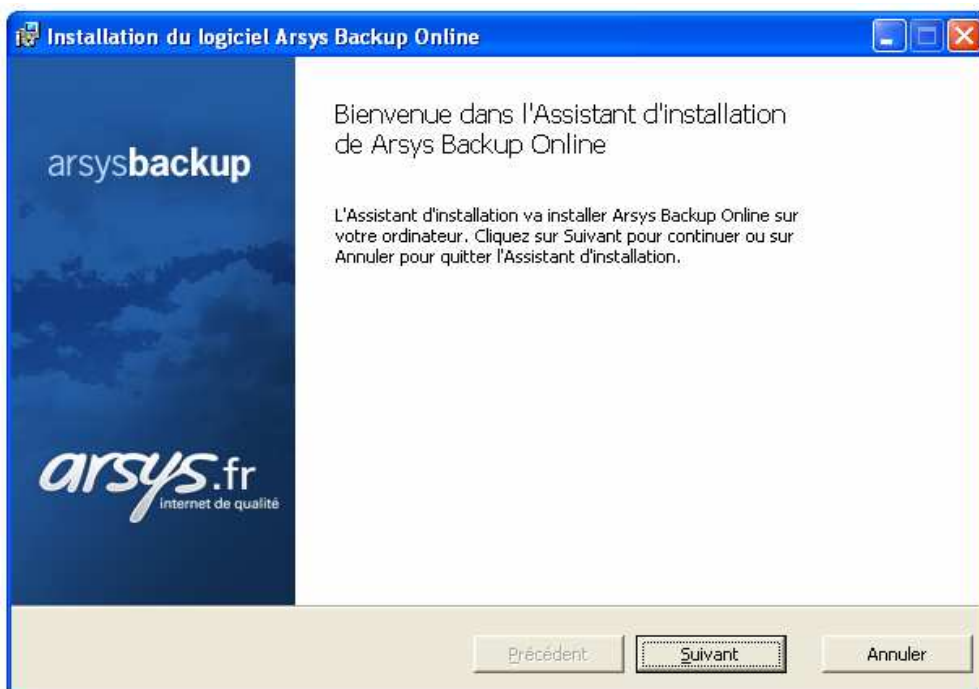 Installation du logiciel Arsys Backup Online
arsysbackup
Bienvenue dans l'Assistant d'installation
de Arsys Backup Online
L'Assistant d'installation va installer Arsys Backup Online sur
votre ordinateur. Cliquez sur Suivant pour continuer ou sur
Annuler pour quitter l'Assistant d'installation.
arsys.fr
internet de qualité
Précédent
Suivant
Annuler